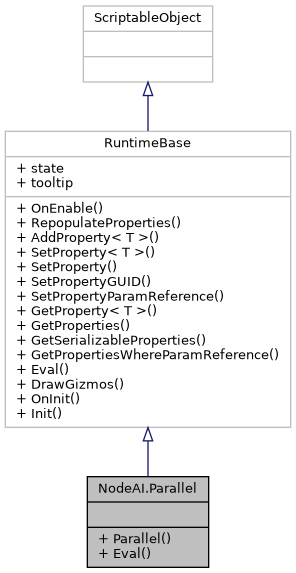 ScriptableObject
RuntimeBase
+ state
+ tooltip
+ OnEnable()
+ RepopulateProperties()
+ AddProperty< T >()
+ SetProperty< T >()
+ SetProperty()
+ SetPropertyGUID()
+ SetPropertyParamReference()
+ GetProperty< T >()
+ GetProperties()
+ GetSerializableProperties()
+ GetPropertiesWhereParamReference()
+ Eval()
+ DrawGizmos()
+ OnInit()
+ Init()
NodeAI.Parallel
+ Parallel()
+ Eval()